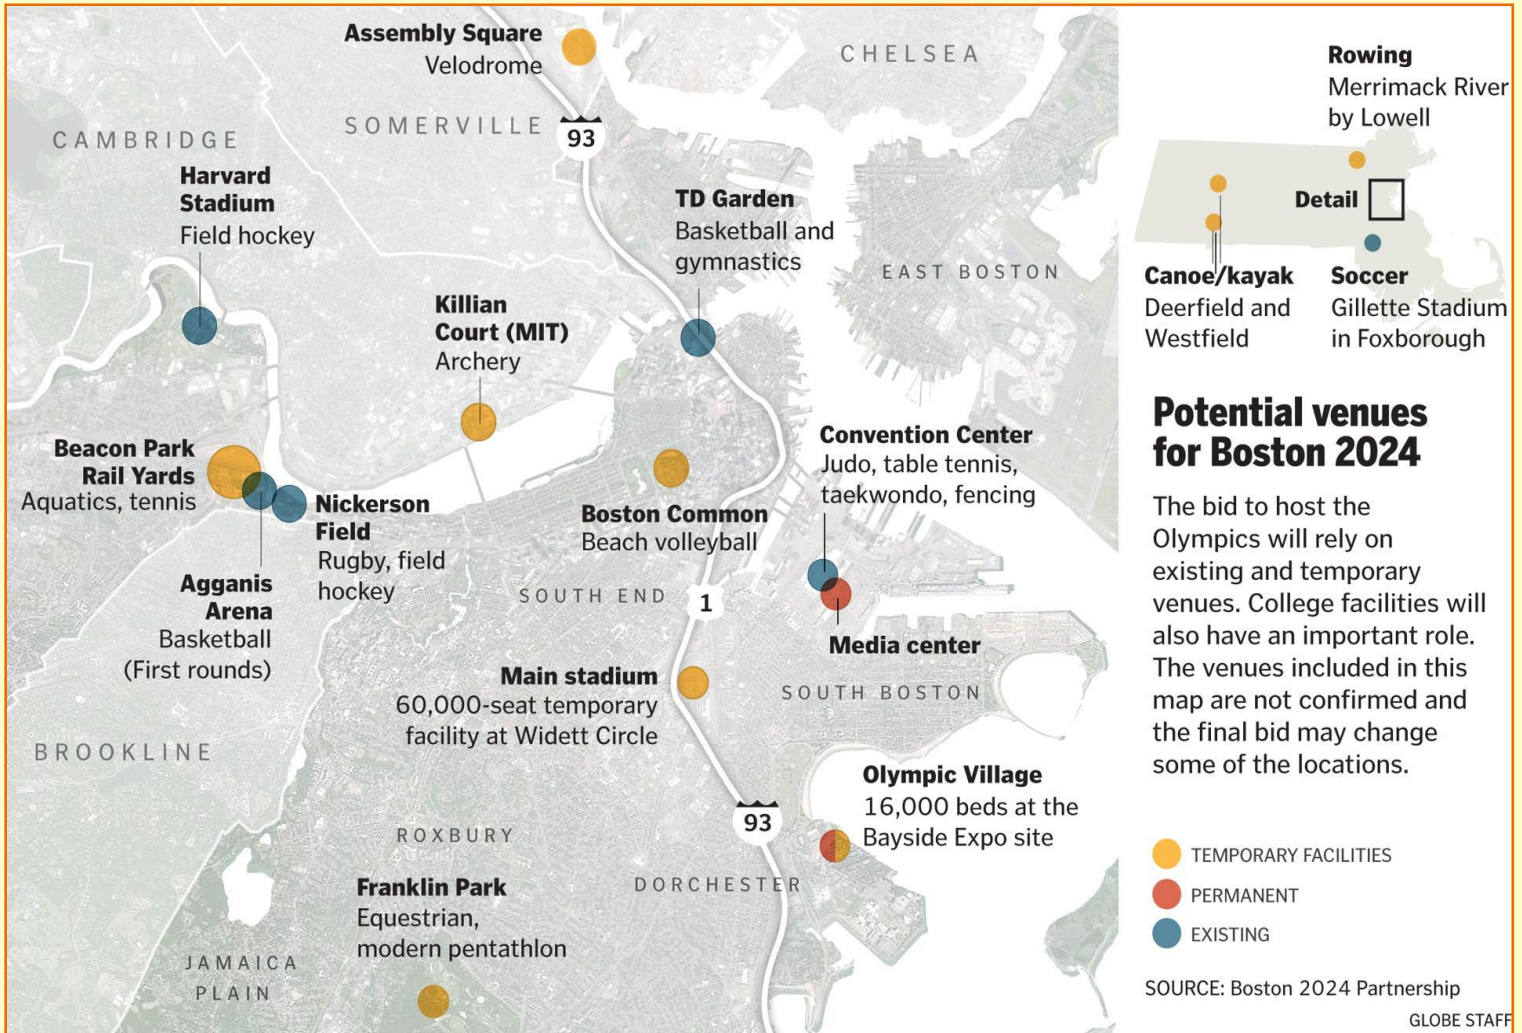 Assembly Square
Velodrome
CHELSEA
SOMERVILLE
93
CAMBRIDGE
Harvard
Stadium
Field hockey
TD Garden
Basketball and
gymnastics
EAST BOSTON
Killian
Court (MIT)
Archery
Beacon Park
Rail Yards
Aquatics, tennis
Nickerson
Field
Rugby, field
hockey
Agganis
Arena
Basketball
(First rounds)
Boston Common
Beach volleyball
Convention Center
Judo, table tennis,
taekwondo, fencing
SOUTH END
1
Media center
Main stadium
60,000-seat temporary
facility at Widett Circle
SOUTH BOSTON
BROOKLINE
Olympic Village
16,000 beds at the
Bayside Expo site
93
ROXBURY
DORCHESTER
Franklin Park
Equestrian,
modern pentathlon
JAMAICA
PLAIN
Rowing
Merrimack River
by Lowell
Detail
Canoe/kayak
Deerfield and
Westfield
Soccer
Gillette Stadium
in Foxborough
Potential venues
for Boston 2024
The bid to host the
Olympics will rely on
existing and temporary
venues. College facilities will
also have an important role.
The venues included in this
map are not confirmed and
the final bid may change
some of the locations.
TEMPORARY FACILITIES
PERMANENT
EXISTING
SOURCE: Boston 2024 Partnership
GLOBE STAFF